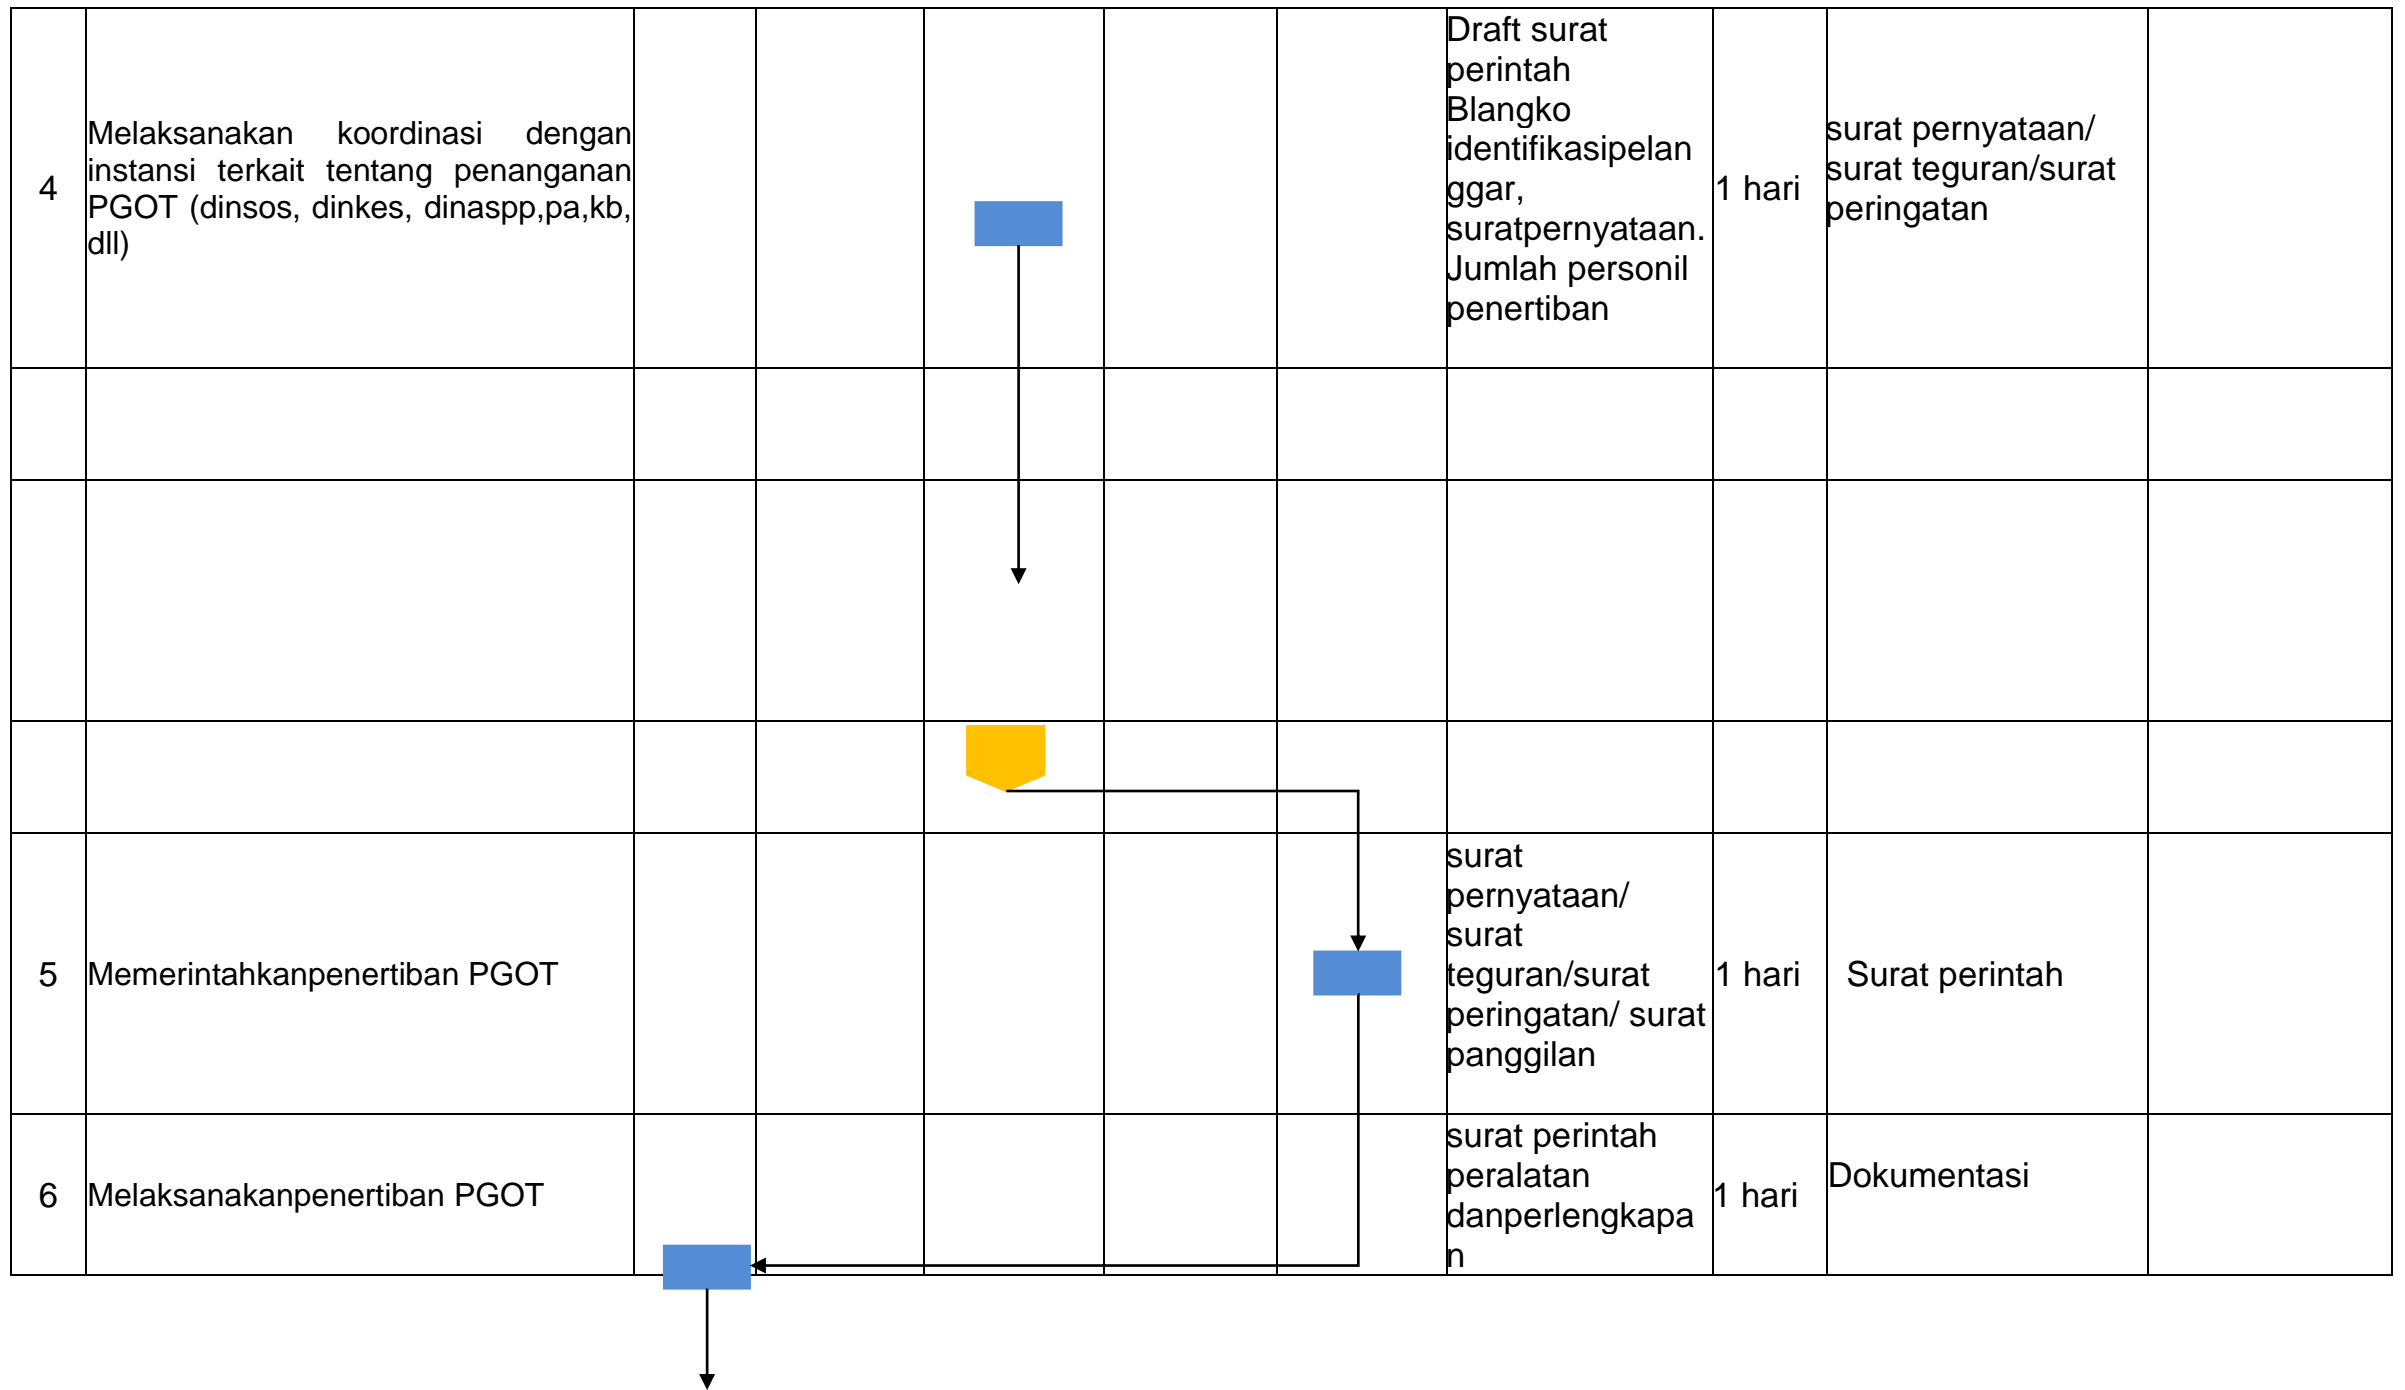 4
Melaksanakan koordinasi dengan
instansi terkait tentang penanganan
PGOT (dinsos, dinkes, dinaspp,pa,kb,
dll)
Draft surat
perintah
Blangko
identifikasipelan
ggar,
suratpernyataan.
Jumlah personil
penertiban
1 hari
surat pernyataan/
surat teguran/surat
peringatan
5
Memerintahkanpenertiban PGOT
surat
pernyataan/
surat
teguran/surat
peringatan/ surat
panggilan
1 hari
Surat perintah
6
Melaksanakanpenertiban PGOT
surat perintah
peralatan
danperlengkapa
n
1 hari
Dokumentasi